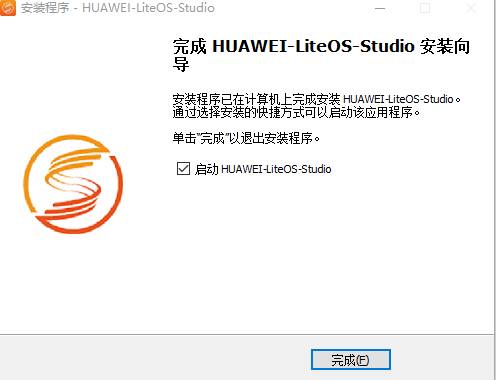 安装程序 - HUAWEI-LiteOS-Studio
完成 HUAWEI-LiteOS-Studio 安装向
导
安装程序已在计算机上完成安装 HUAWEI-LiteOS-Studio。
通过选择安装的快捷方式可以启动该应用程序。
单击"完成"以退出安装程序。
启动 HUAWEI-LiteOS-Studio
完成(F)